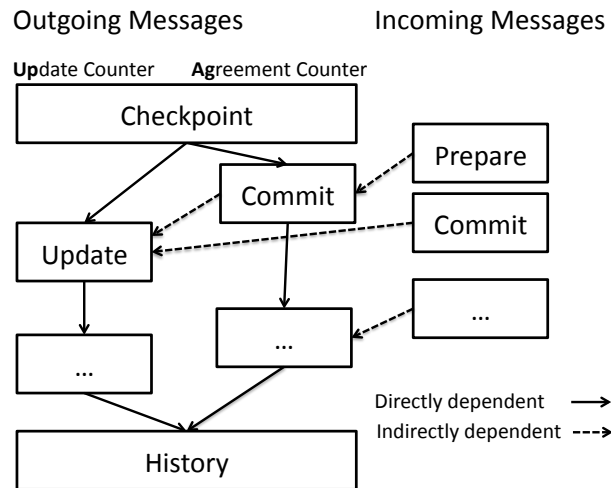 Outgoing Messages
Incoming Messages
Update Counter
Agreement Counter
Checkpoint
Prepare
Commit
Commit
Update
...
...
...
Directly dependent
Indirectly dependent
History